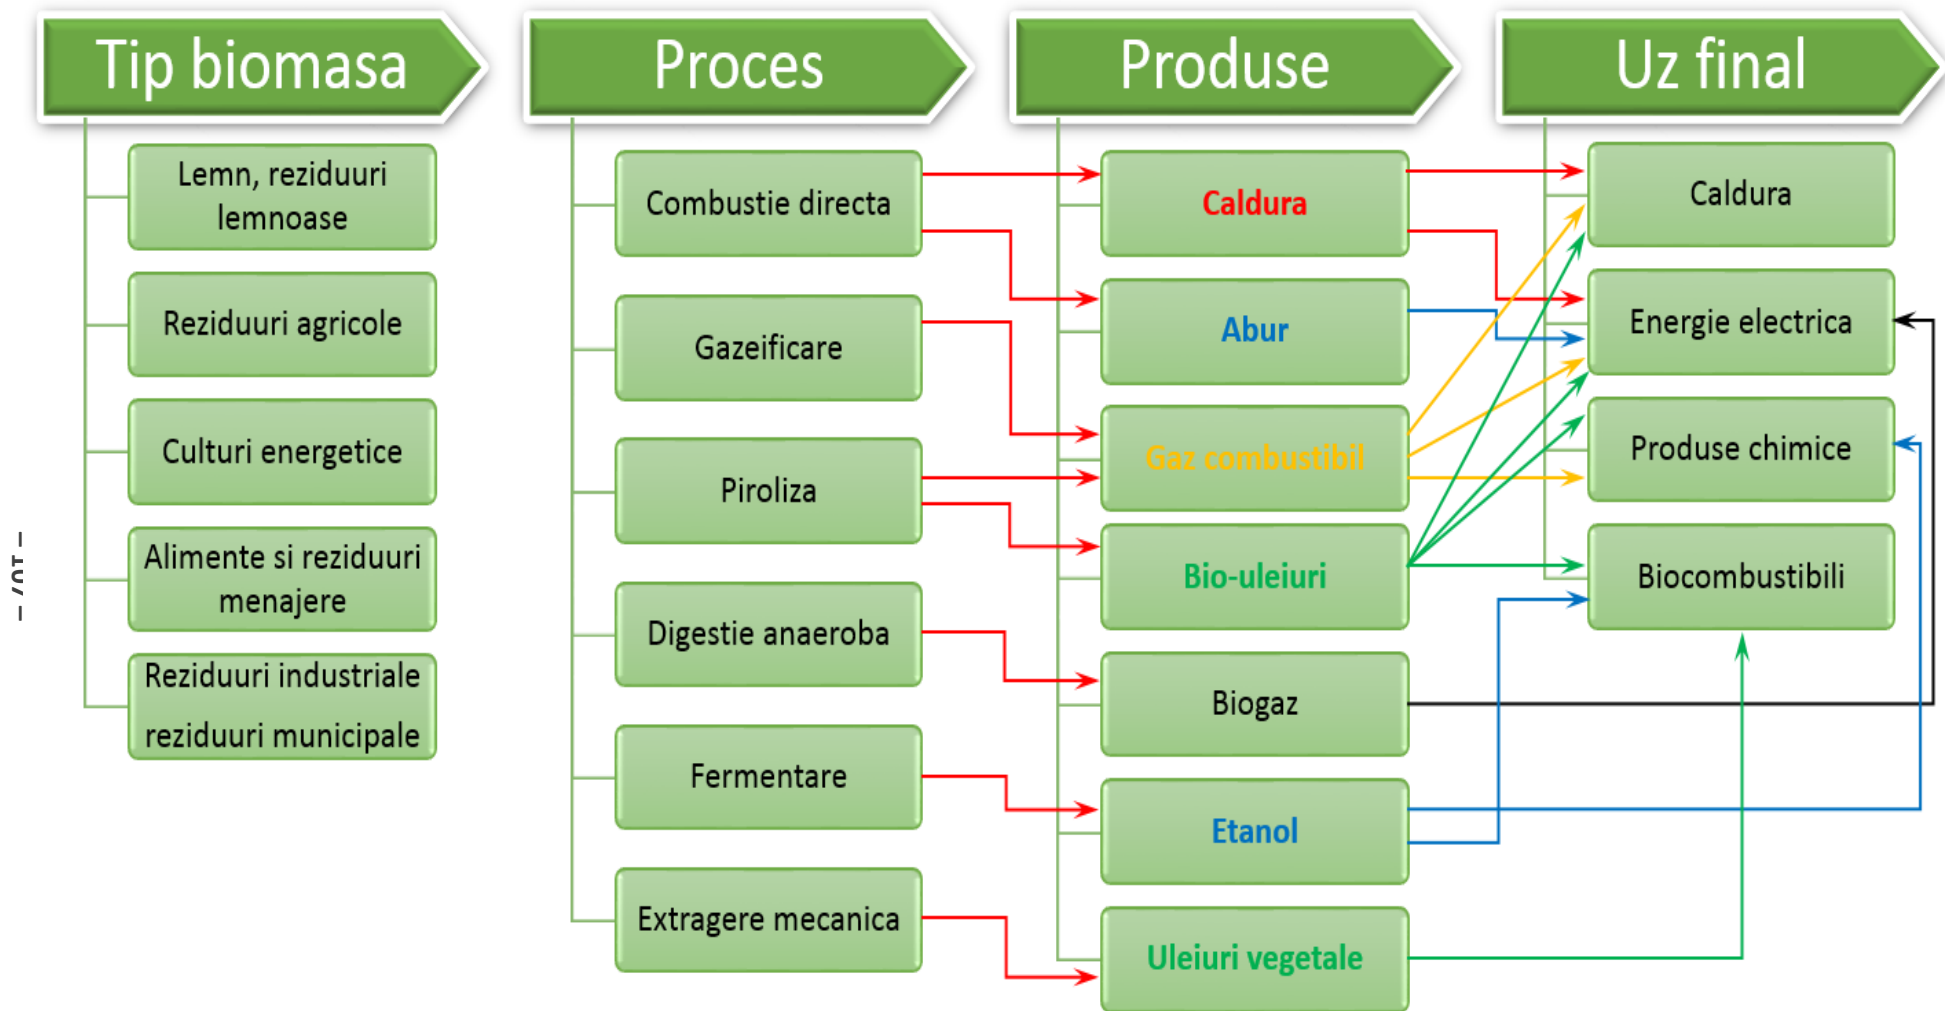 Tip biomasa
Lemn, reziduuri
lemnoase
Reziduuri agricole
Culturi energetice
Alimente si reziduuri
menajere
Reziduuri industriale
reziduuri municipale
Proces
Combustie directa
Gazeificare
Piroliza
Digestie anaeroba
Fermentare
Extragere mecanica
Produse
Caldura
Abur
Gaz combustibil
Bio-uleiuri
Biogaz
Etanol
Uleiuri vegetale
Uz final
Caldura
Energie electrica
Produse chimice
Biocombustibili